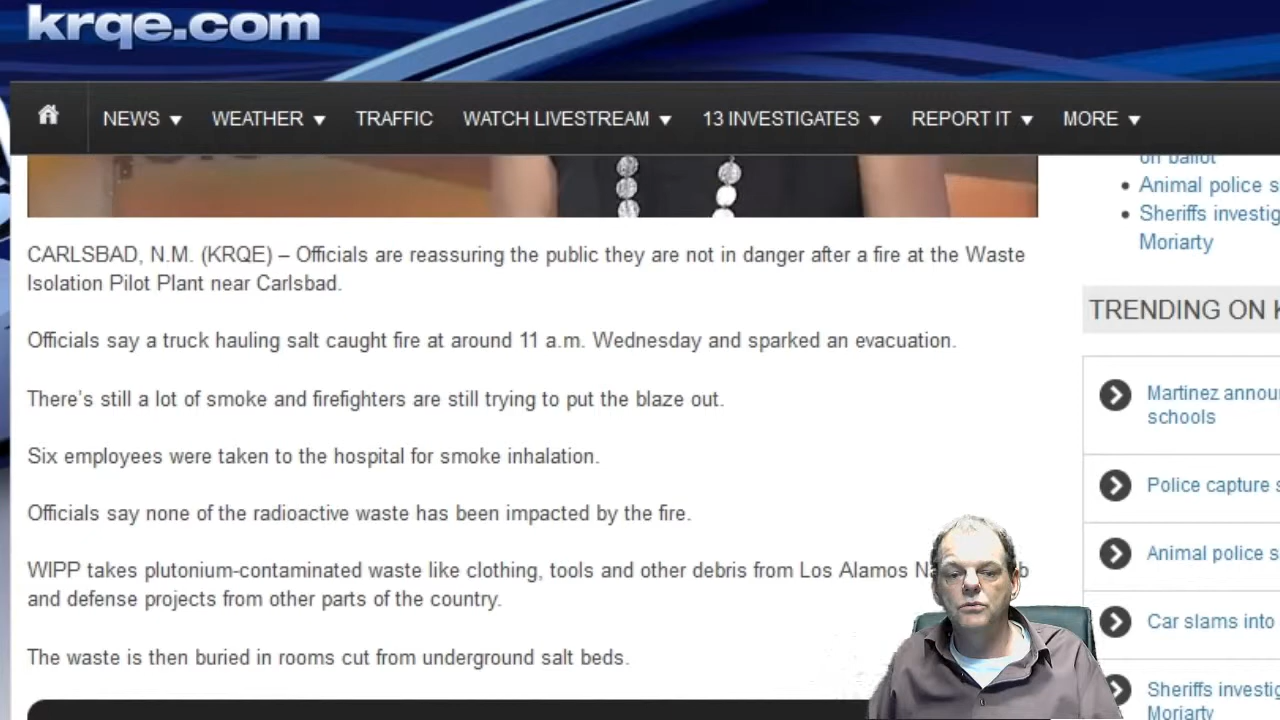 krqe.com
NEWS
WEATHER
TRAFFIC
WATCH LIVESTREAM
13 INVESTIGATES
REPORT IT
MORE
CARLSBAD, N.M. (KRQE) – Officials are reassuring the public they are not in danger after a fire at the Waste
Isolation Pilot Plant near Carlsbad.
Officials say a truck hauling salt caught fire at around 11 a.m. Wednesday and sparked an evacuation.
There’s still a lot of smoke and firefighters are still trying to put the blaze out.
Six employees were taken to the hospital for smoke inhalation.
Officials say none of the radioactive waste has been impacted by the fire.
WIPP takes plutonium-contaminated waste like clothing, tools and other debris from Los Alamos
and defense projects from other parts of the country.
The waste is then buried in rooms cut from underground salt beds.
on ballot
Animal police
Sheriffs
Moriarty
TRENDING ON
Martinez
schools
Police capture
Animal police
Car slams into
Sheriffs
Moriarty